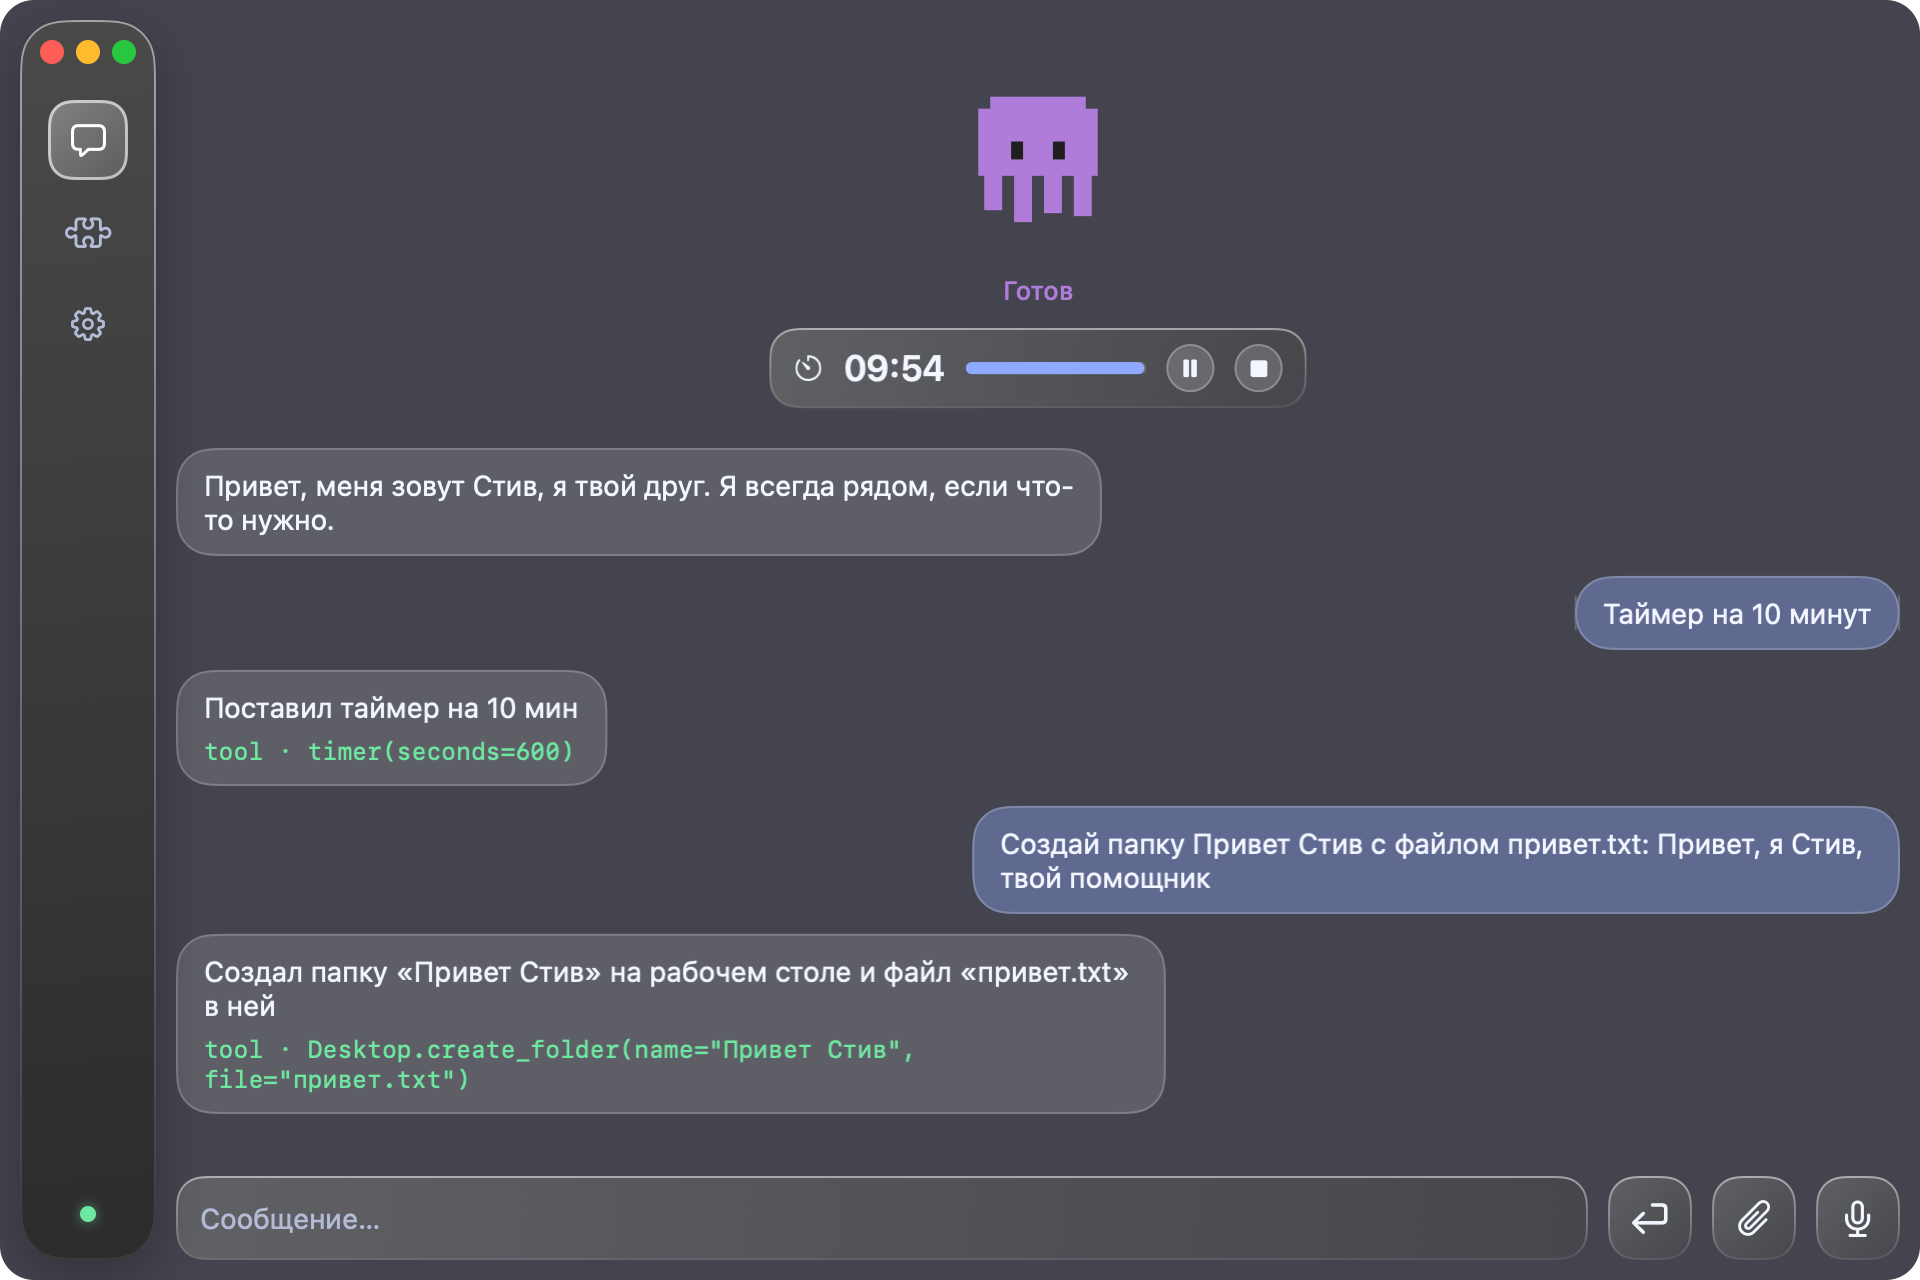 Готов
09:54
Привет, меня зовут Стив, я твой друг. Я всегда рядом, если что-
то нужно.
Таймер на 10 минут
Поставил таймер на 10 мин
tool · timer(seconds=600)
Создай папку Привет Стив с файлом привет.txt: Привет, я Стив,
твой помощник
Создал папку «Привет Стив» на рабочем столе и файл «привет.txt»
в ней
tool · Desktop.create_folder(name="Привет Стив",
file="привет.txt")
Сообщение...